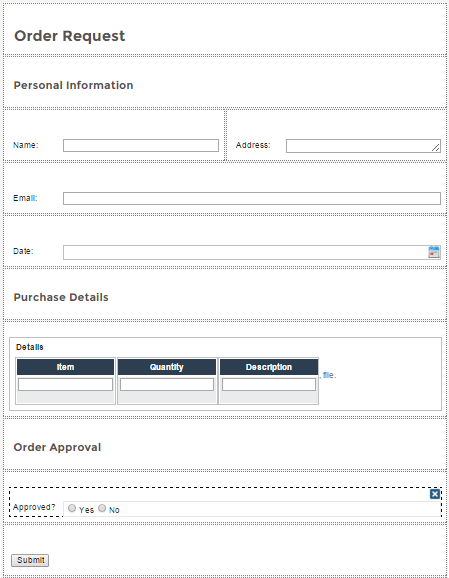 Order Request
Personal Information
Name: Address:
Email:
Date:
Purchase Details
Details
Item Quantity Description
file.
Order Approval
Approved? Yes No
Submit